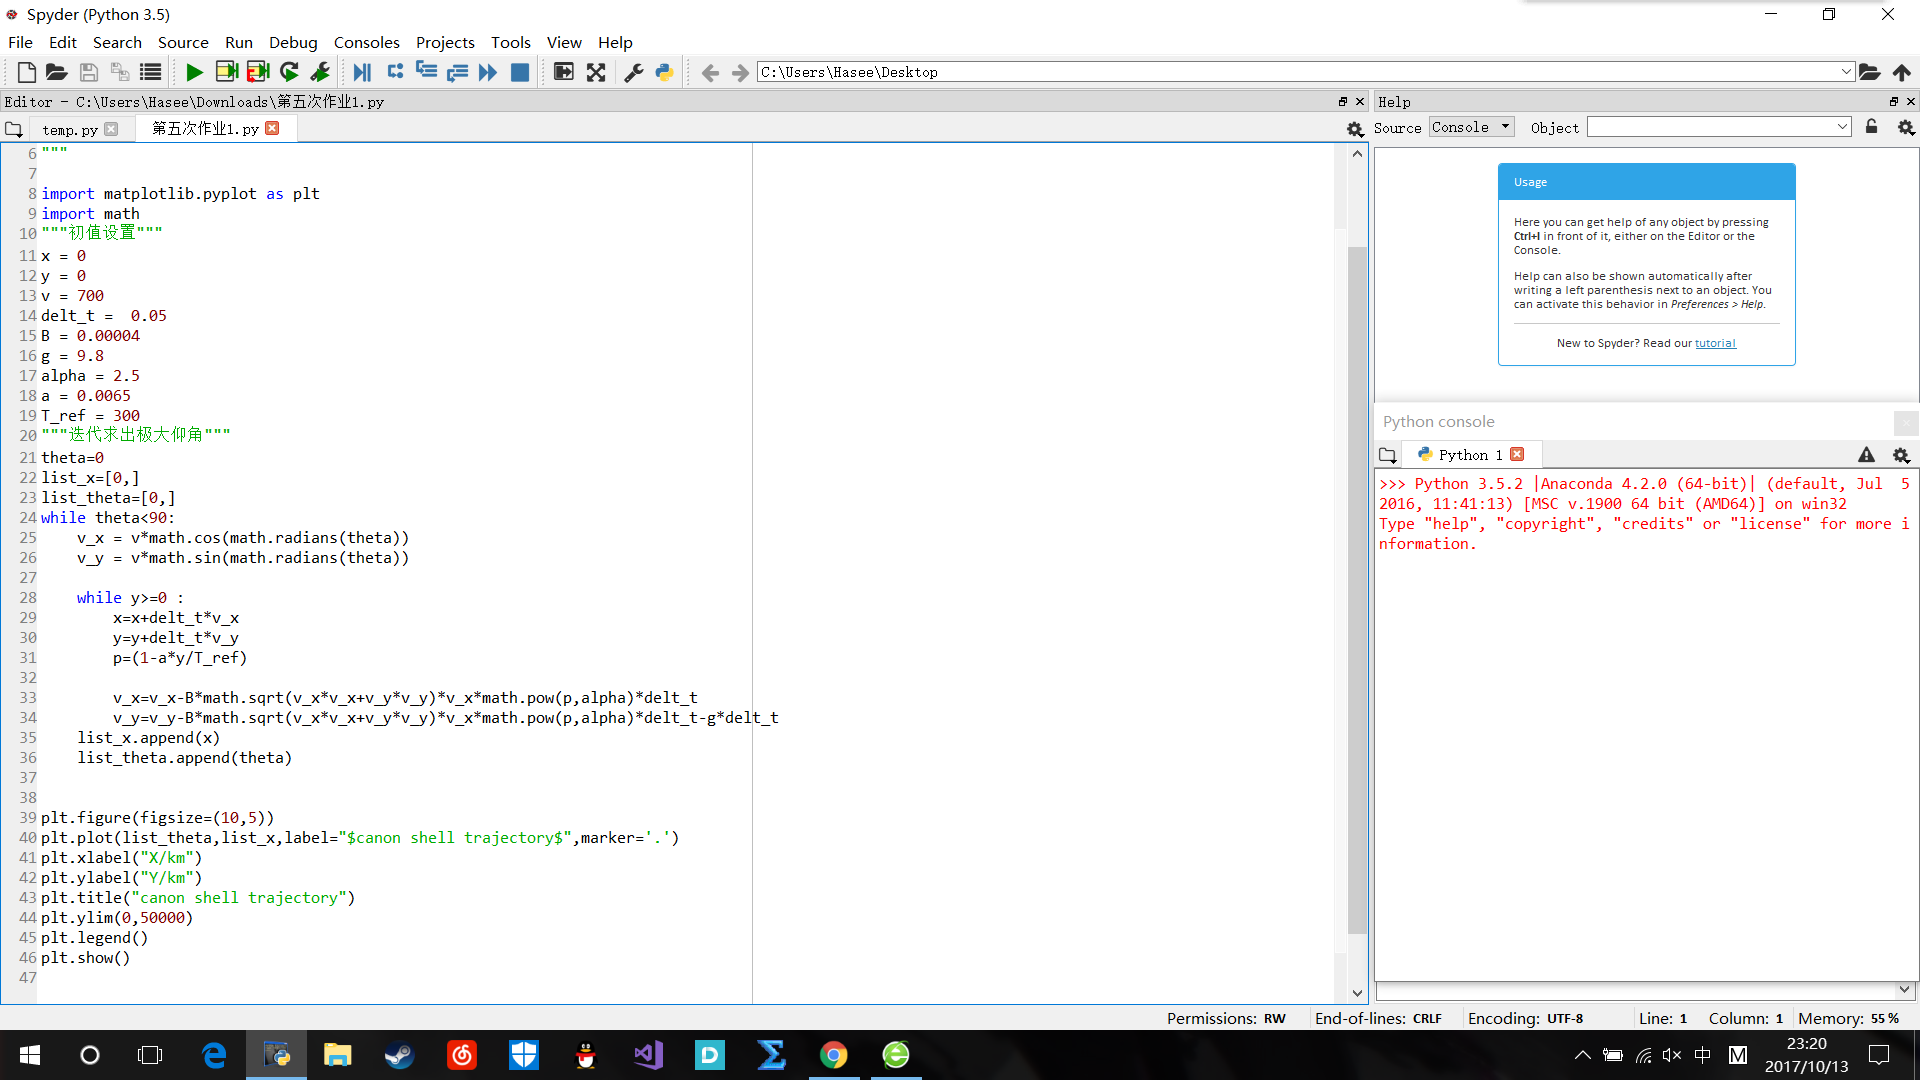 Spyder (Python 3.5)
File Edit Search Source Run Debug Consoles Projects Tools View Help
C:\Users\Hasee\Desktop
Editor - C:\Users\Hasee\Downloads\第五次作业1.py
temp.py 第五次作业1.py
6 """
7
8 import matplotlib.pyplot as plt
9 import math
10 """初值设置"""
11 x = 0
12 y = 0
13 v = 700
14 delt_t =  0.05
15 B = 0.00004
16 g = 9.8
17 alpha = 2.5
18 a = 0.0065
19 T_ref = 300
20 """迭代求出极大仰角"""
21 theta=0
22 list_x=[0,]
23 list_theta=[0,]
24 while theta<90:
25     v_x = v*math.cos(math.radians(theta))
26     v_y = v*math.sin(math.radians(theta))
27
28     while y>=0 :
29         x=x+delt_t*v_x
30         y=y+delt_t*v_y
31         p=(1-a*y/T_ref)
32
33         v_x=v_x-B*math.sqrt(v_x*v_x+v_y*v_y)*v_x*math.pow(p,alpha)*delt_t
34         v_y=v_y-B*math.sqrt(v_x*v_x+v_y*v_y)*v_x*math.pow(p,alpha)*delt_t-g*delt_t
35     list_x.append(x)
36     list_theta.append(theta)
37
38
39 plt.figure(figsize=(10,5))
40 plt.plot(list_theta,list_x,label="$canon shell trajectory$",marker='.')
41 plt.xlabel("X/km")
42 plt.ylabel("Y/km")
43 plt.title("canon shell trajectory")
44 plt.ylim(0,50000)
45 plt.legend()
46 plt.show()
47
Help
Source Console Object
Usage
Here you can get help of any object by pressing
Ctrl+I in front of it, either on the Editor or the
Console.
Help can also be shown automatically after
writing a left parenthesis next to an object. You
can activate this behavior in Preferences > Help.
New to Spyder? Read our tutorial
Python console
Python 1
>>> Python 3.5.2 |Anaconda 4.2.0 (64-bit)| (default, Jul  5
2016, 11:41:13) [MSC v.1900 64 bit (AMD64)] on win32
Type "help", "copyright", "credits" or "license" for more i
nformation.
Permissions: RW End-of-lines: CRLF Encoding: UTF-8 Line: 1 Column: 1 Memory: 55 %
中 M
23:20
2017/10/13